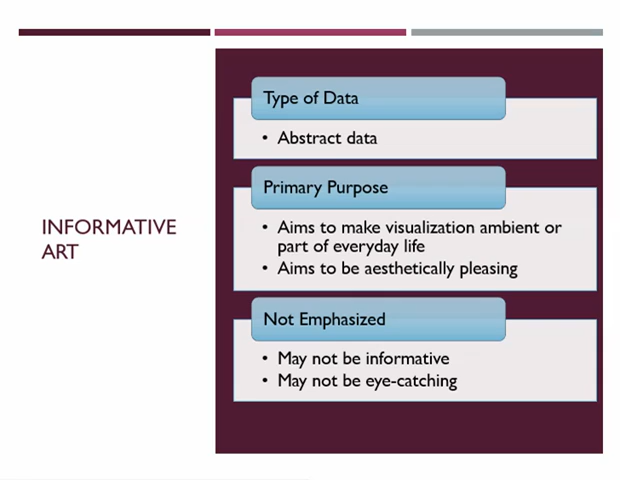 INFORMATIVE
ART
Type of Data
• Abstract data
Primary Purpose
• Aims to make visualization ambient or
part of everyday life
• Aims to be aesthetically pleasing
Not Emphasized
• May not be informative
• May not be eye-catching